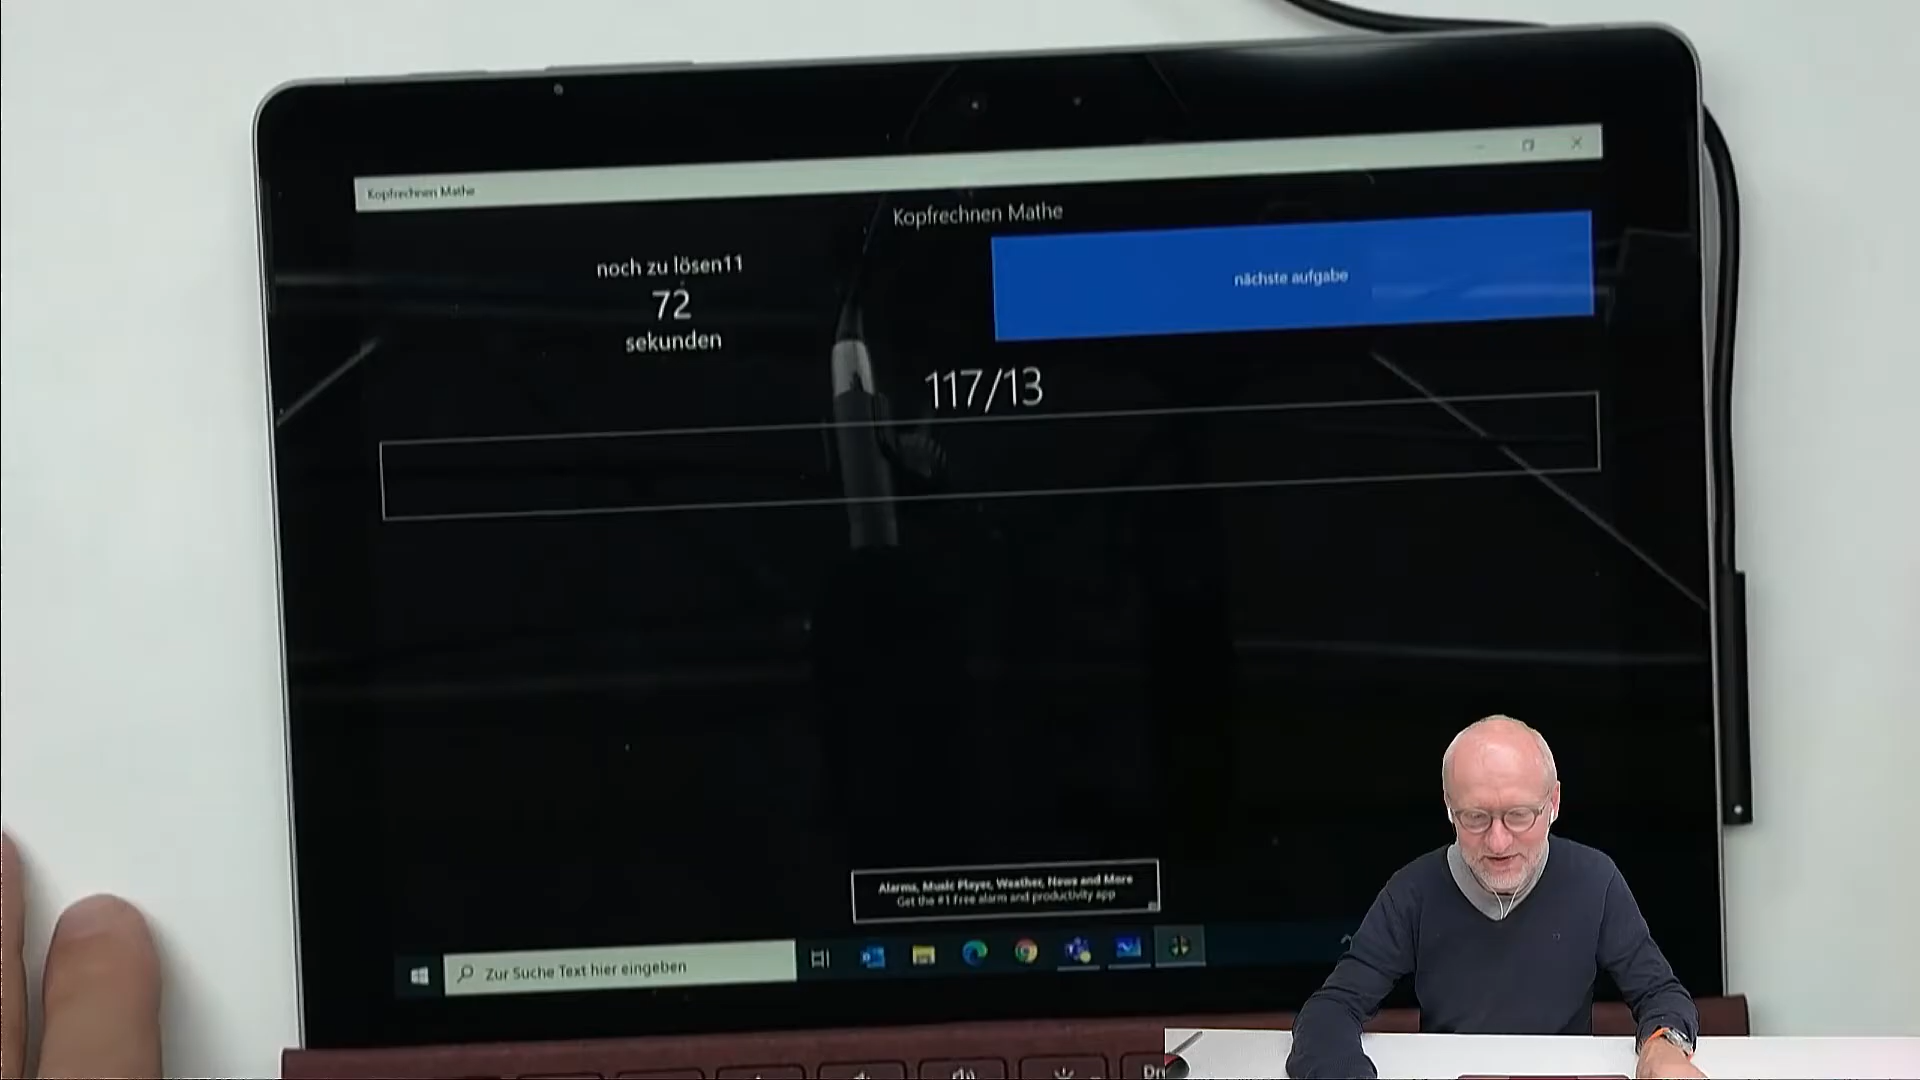 Kopfrechnen Mathe
Kopfrechnen Mathe
noch zu lösen11
72
sekunden
nächste aufgabe
117/13
Alarms, Music Player, Weather, News and More
Get the #1 free alarm and productivity app
Zur Suche Text hier eingeben